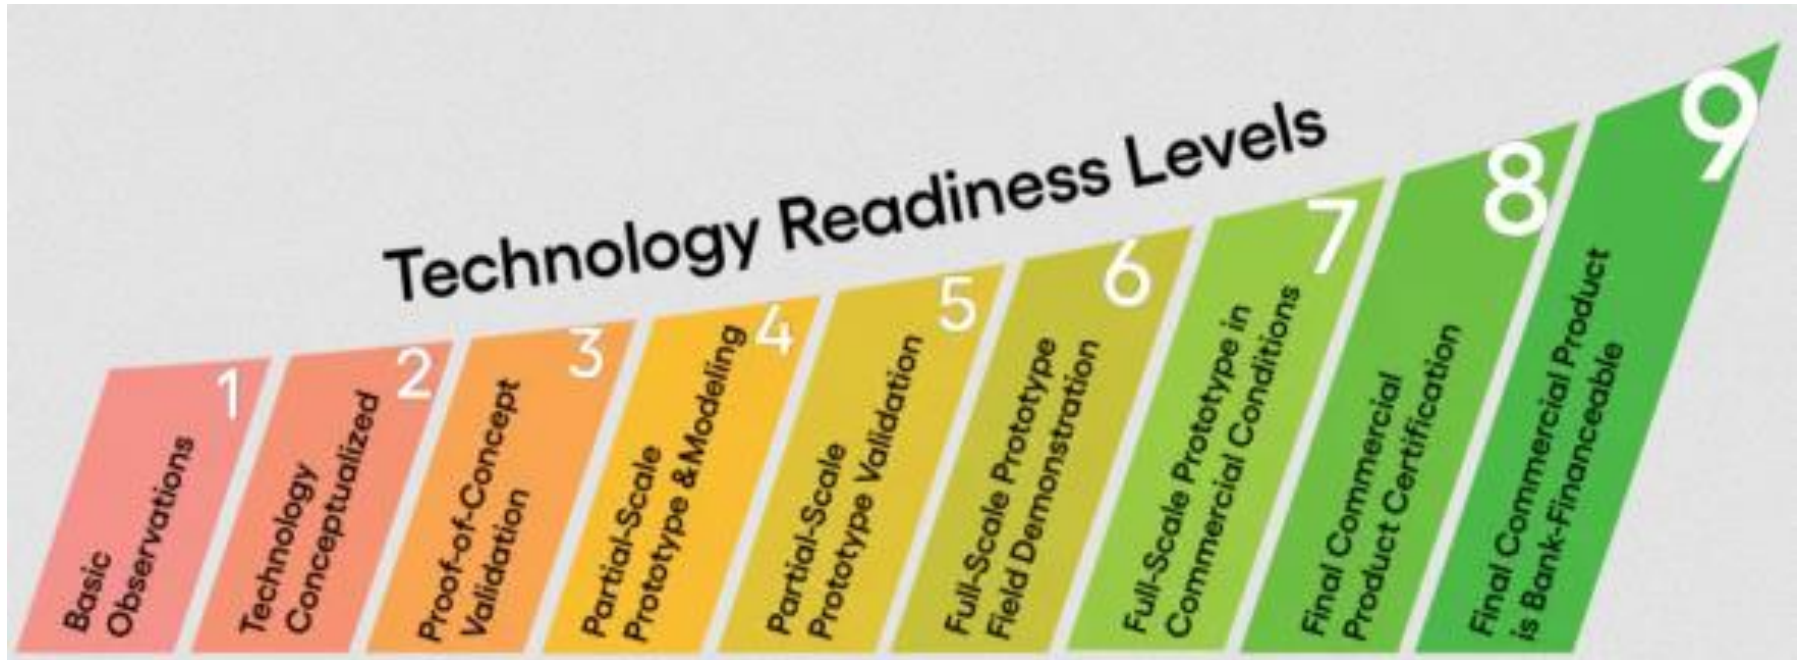 Technology Readiness Levels
1
Basic
Observations
2
Technology
Conceptualized
3
Proof-of-Concept
Validation
4
Partial-Scale
Prototype & Modeling
5
Partial-Scale
Prototype Validation
6
Full-Scale Prototype
Field Demonstration
7
Full-Scale Prototype in
Commercial Conditions
8
Final Commercial
Product Certification
9
Final Commercial Product
is Bank-Financeable